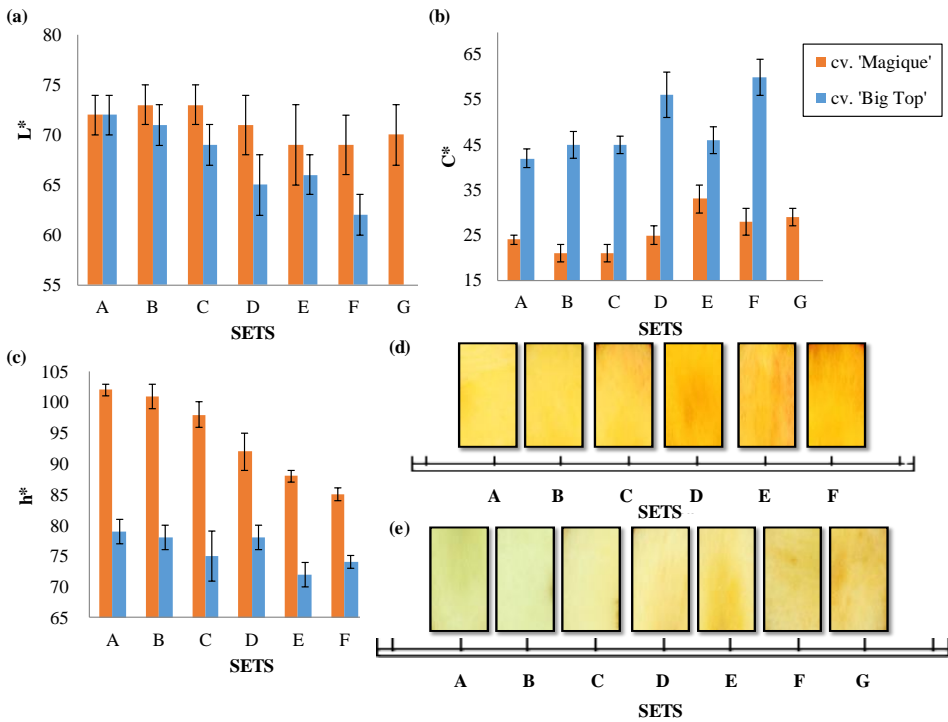 (a)
80
75
70
65
60
55
L*
A B C D E F G
SETS
(b)
65
55
45
35
25
15
C*
A B C D E F G
SETS
cv. 'Magique'
cv. 'Big Top'
(c)
105
100
95
90
85
80
75
70
65
h*
A B C D E F
SETS
(d)
A B C D E F
SETS
(e)
A B C D E F G
SETS